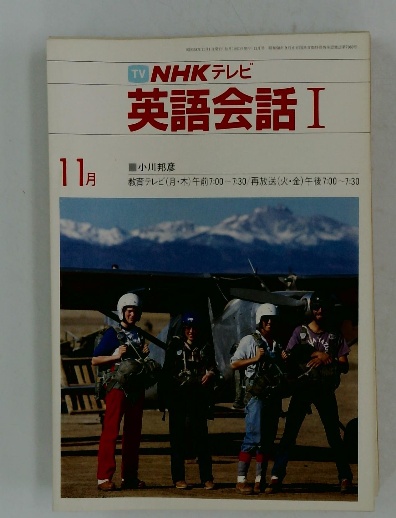 TV NHKテレビ
英語会話 I
11月
■小川邦彦
教育テレビ(月・木)午前7:00〜7:30/再放送(火・金)午後7:00〜7:30